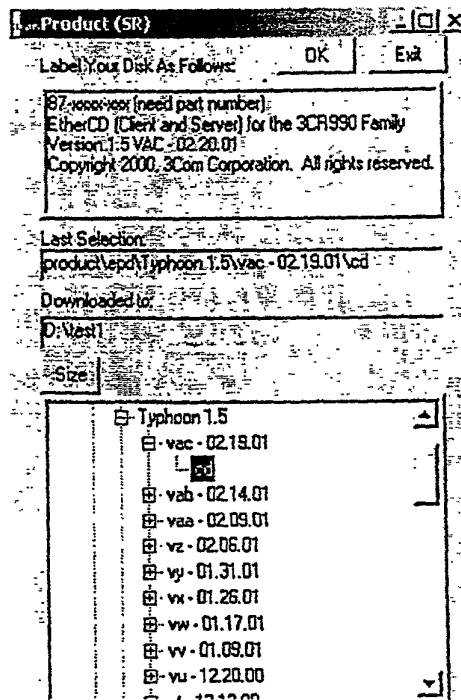 Product (SR)
Label Your Disk As Follows:
OK
Exit
87-xxxx-xxx (need part number)
EtherCD (Client and Server) for the 3CR990 Family
Version 1.5 VAC - 02.20.01
Copyright 2000, 3Com Corporation. All rights reserved.
Last Selection:
product\epd\Typhoon 1.5\vac - 02.19.01\cd
Downloaded to:
D:\test1
Size
Typhoon 1.5
vac - 02.19.01
cd
vab - 02.14.01
vaa - 02.09.01
vz - 02.06.01
vy - 01.31.01
vx - 01.26.01
vw - 01.17.01
vv - 01.09.01
vu - 12.20.00